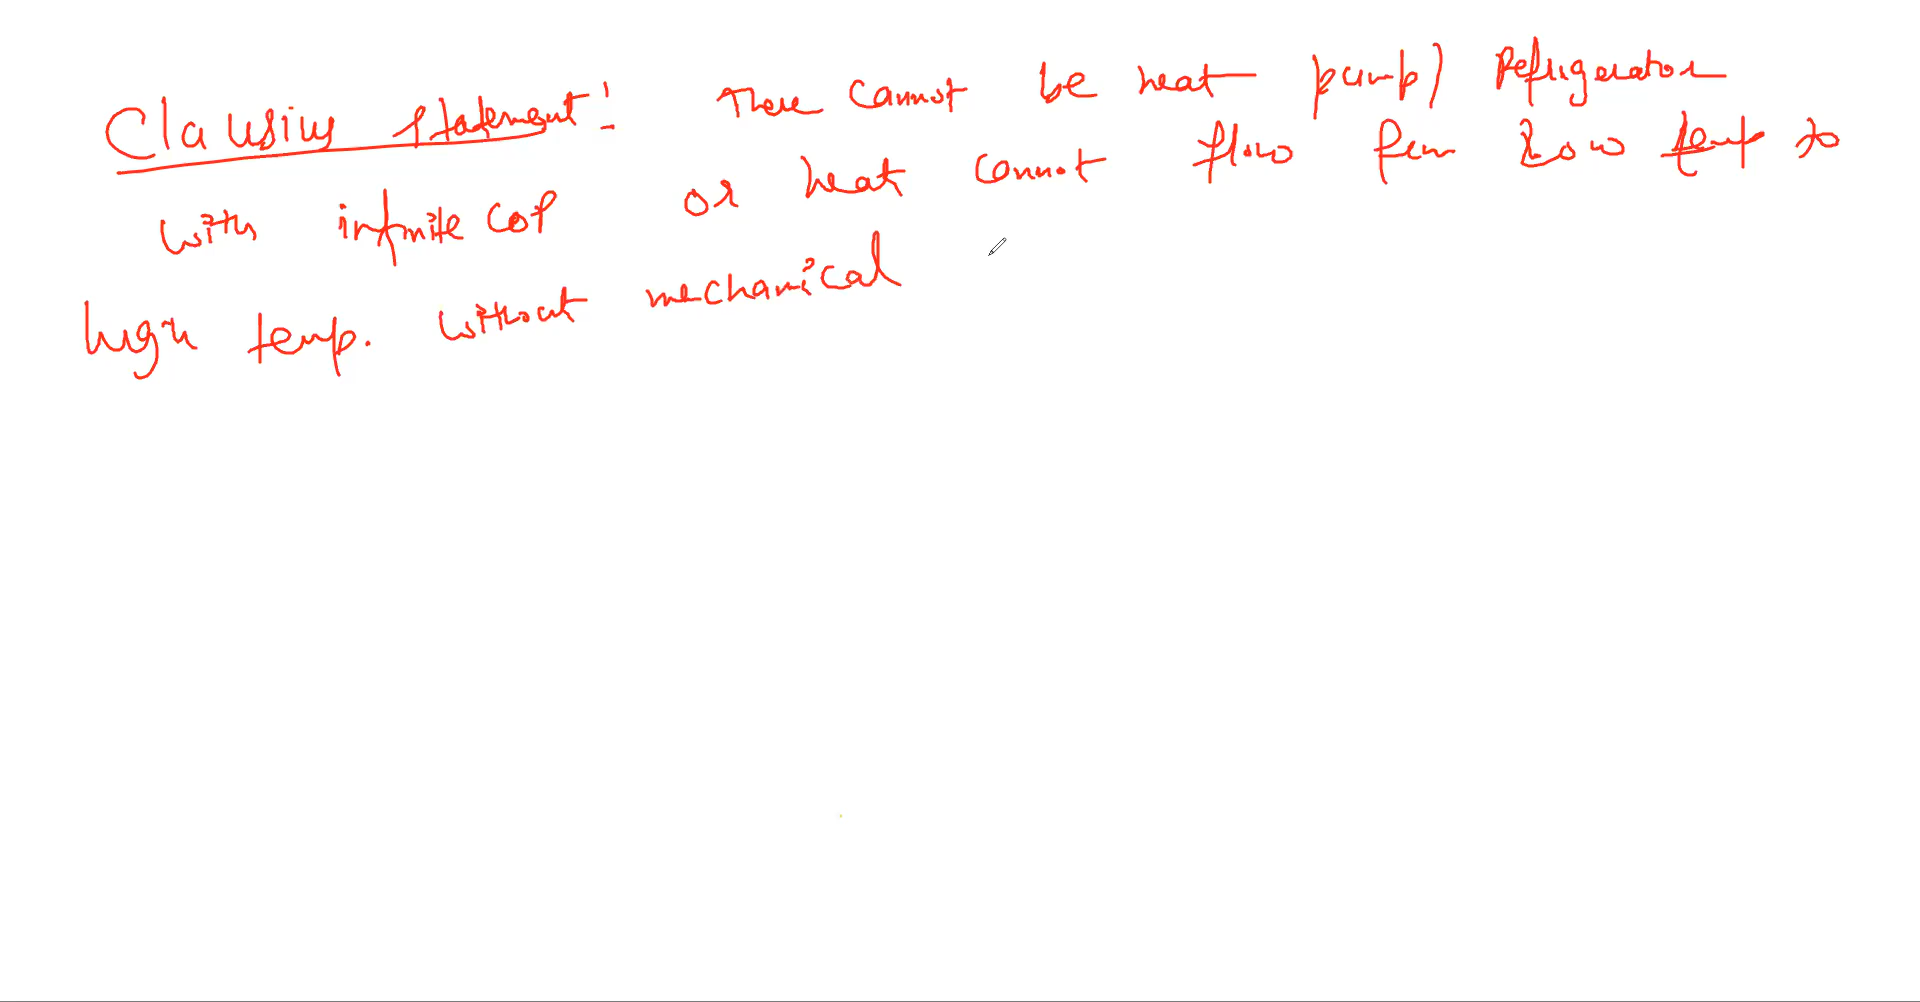 Clausius statement: There cannot be heat pump/ Refrigerator
with infinite COP or heat cannot flow from Low temp to
high temp. without mechanical